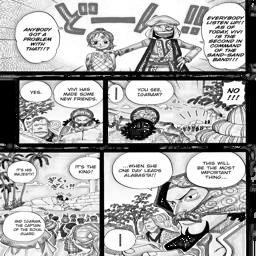 EVERYBODY
LISTEN UP!! AS
OF TODAY, VIVI
IS THE
SECOND IN
COMMAND
OF THE
SAND-SAND
BAND!!!
ANYBODY
GOT A
PROBLEM
WITH
THAT!!?
NO
!!!
YOU SEE,
IGARAM?
VIVI HAS
MADE SOME
NEW FRIENDS.
YES.
THIS WILL
BE THE MOST
IMPORTANT
THING...
...WHEN SHE
ONE DAY LEADS
ALABASTA!!
IT'S THE
KING!
IT'S HIS
MAJESTY!
AND IGARAM,
THE CAPTAIN
OF THE ROYAL
GUARD.